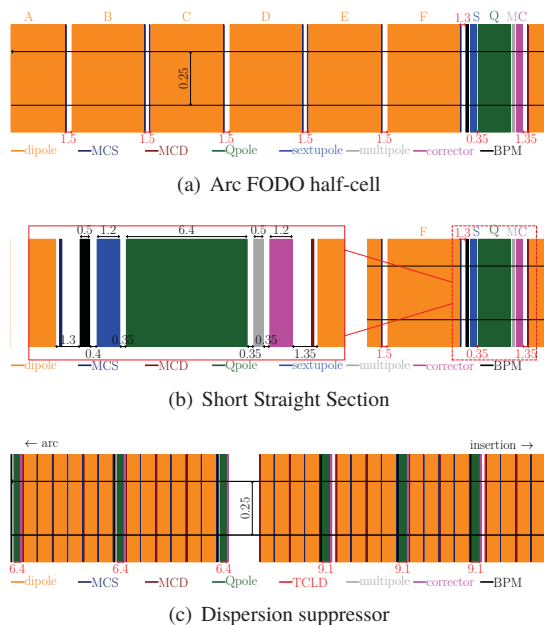 A B C D E F 1.3 S Q MC
0.25
1.5 1.5 1.5 1.5 1.5 0.35 1.35
dipole MCS MCD Qpole sextupole multipole corrector BPM
(a) Arc FODO half-cell
0.5 1.2 6.4 0.5 1.2 F 1.3 S Q MC
1.3 0.35 0.35 0.35 1.35 1.5 0.35 1.35
0.4
dipole MCS MCD Qpole sextupole multipole corrector BPM
(b) Short Straight Section
← arc insertion →
0.25
6.4 6.4 6.4 9.1 9.1 9.1
dipole MCS MCD Qpole TCLD multipole corrector BPM
(c) Dispersion suppressor